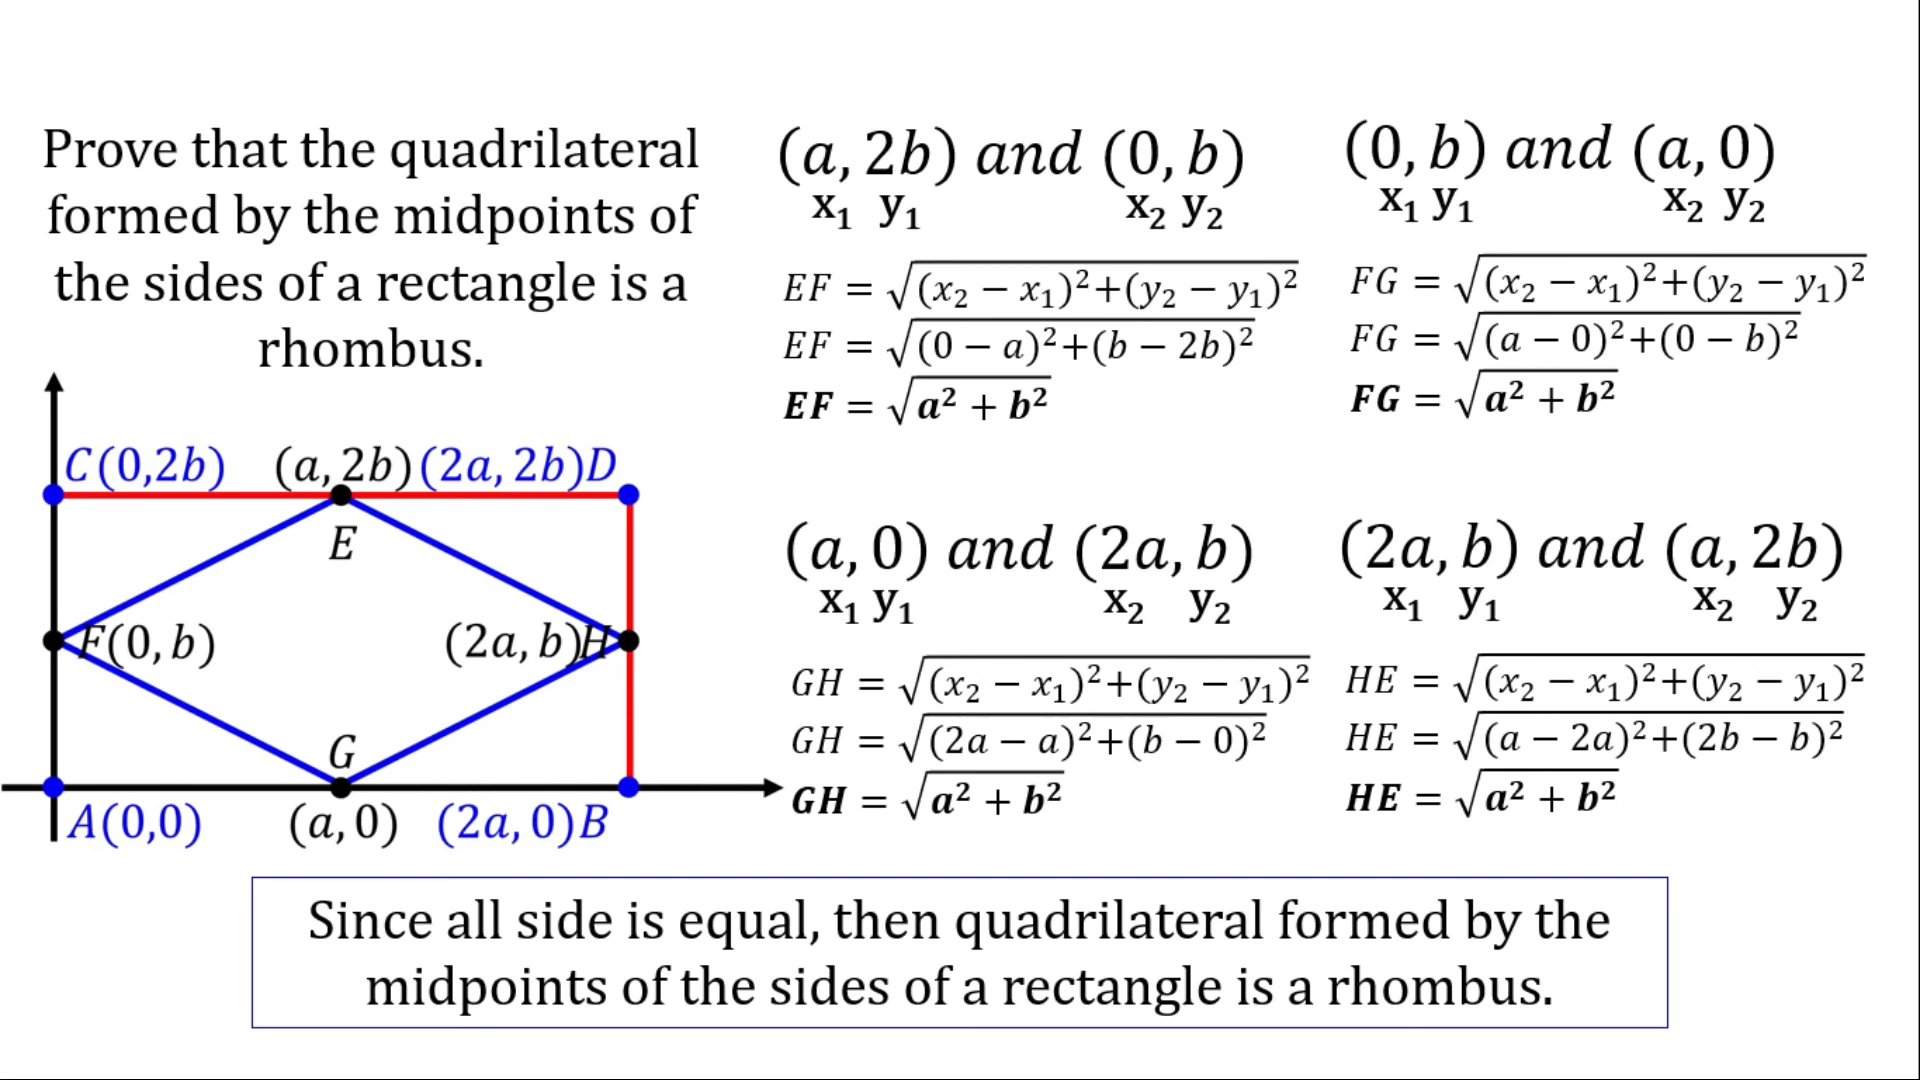 Prove that the quadrilateral
formed by the midpoints of
the sides of a rectangle is a
rhombus.
C(0,2b) (a, 2b) (2a, 2b)D
E
F(0, b) (2a, b)H
G
A(0,0) (a, 0) (2a, 0)B
(a, 2b) and (0, b)
x₁ y₁ x₂ y₂
EF = √(x₂ − x₁)²+(y₂ − y₁)²
EF = √(0 − a)²+(b − 2b)²
EF = √a² + b²
(0, b) and (a, 0)
x₁ y₁ x₂ y₂
FG = √(x₂ − x₁)²+(y₂ − y₁)²
FG = √(a − 0)²+(0 − b)²
FG = √a² + b²
(a, 0) and (2a, b)
x₁ y₁ x₂ y₂
GH = √(x₂ − x₁)²+(y₂ − y₁)²
GH = √(2a − a)²+(b − 0)²
GH = √a² + b²
(2a, b) and (a, 2b)
x₁ y₁ x₂ y₂
HE = √(x₂ − x₁)²+(y₂ − y₁)²
HE = √(a − 2a)²+(2b − b)²
HE = √a² + b²
Since all side is equal, then quadrilateral formed by the
midpoints of the sides of a rectangle is a rhombus.